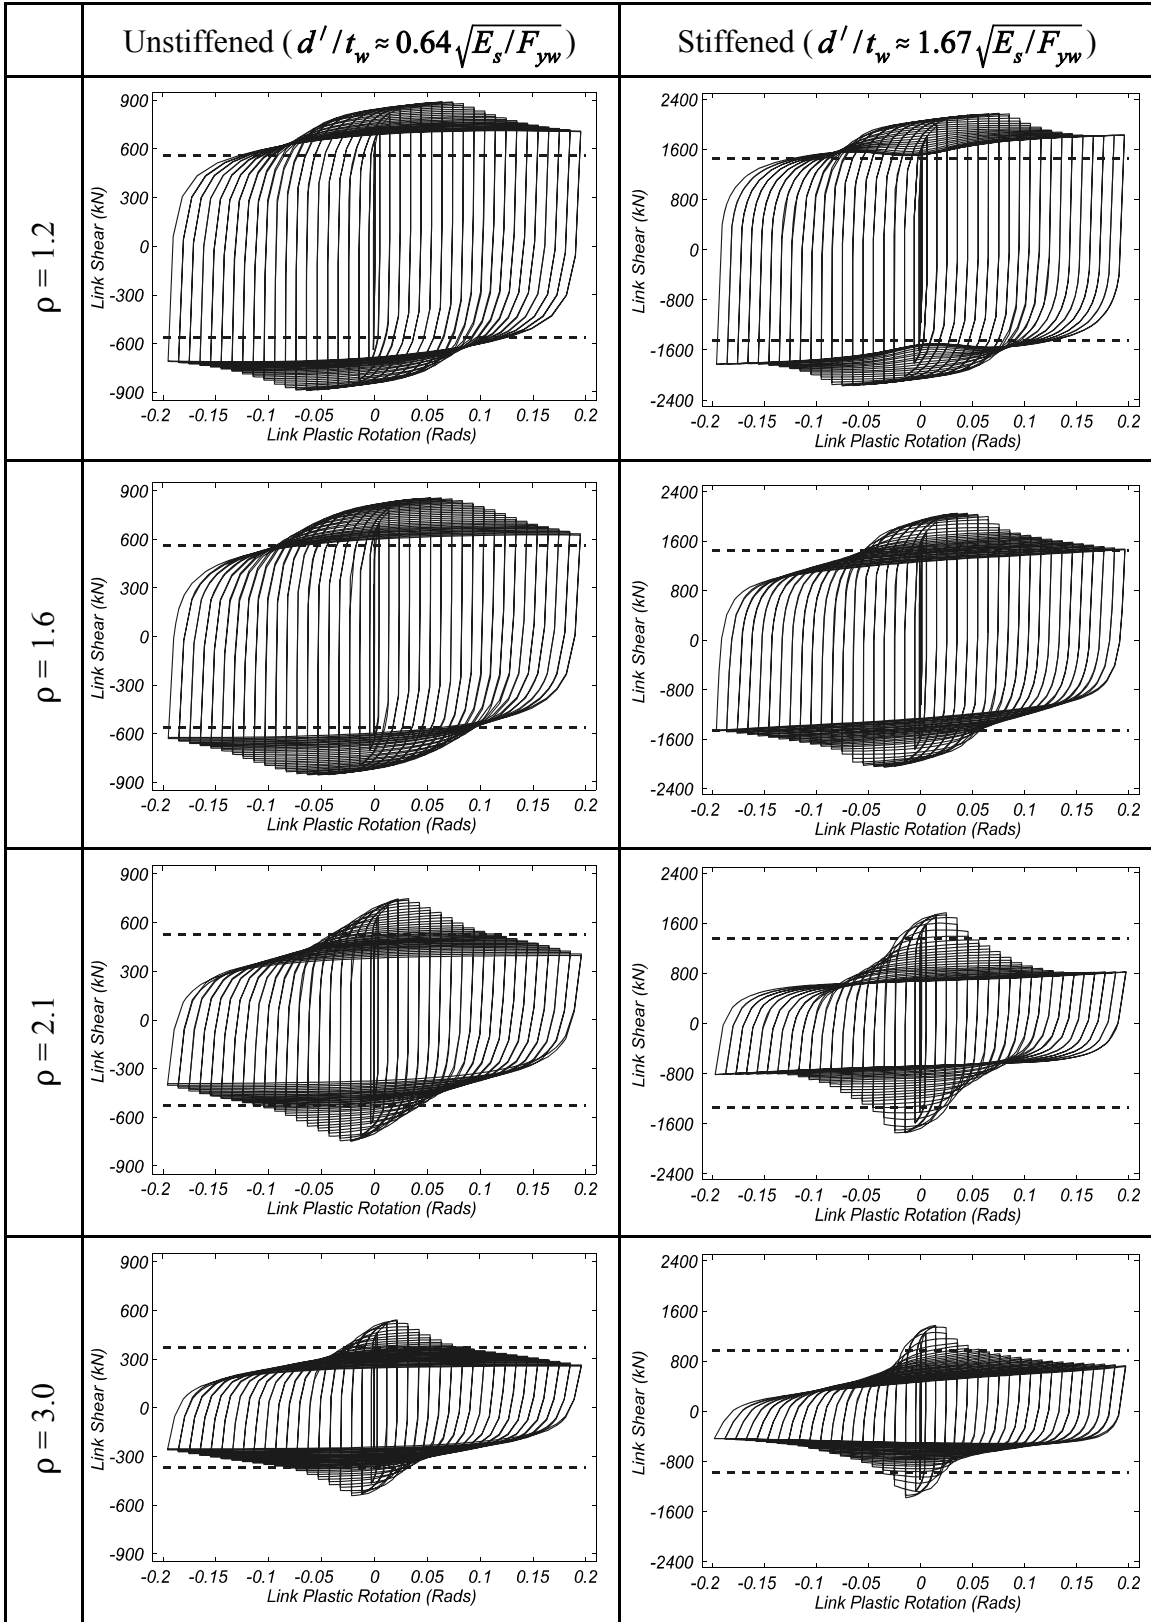 Unstiffened ( d′/t_w ≈ 0.64√E_s/F_yw )
Stiffened ( d′/t_w ≈ 1.67√E_s/F_yw )
ρ = 1.2
Link Shear (kN)
900
600
300
0
-300
-600
-900
-0.2 -0.15 -0.1 -0.05 0 0.05 0.1 0.15 0.2
Link Plastic Rotation (Rads)
Link Shear (kN)
2400
1600
800
0
-800
-1600
-2400
-0.2 -0.15 -0.1 -0.05 0 0.05 0.1 0.15 0.2
Link Plastic Rotation (Rads)
ρ = 1.6
Link Shear (kN)
900
600
300
0
-300
-600
-900
-0.2 -0.15 -0.1 -0.05 0 0.05 0.1 0.15 0.2
Link Plastic Rotation (Rads)
Link Shear (kN)
2400
1600
800
0
-800
-1600
-2400
-0.2 -0.15 -0.1 -0.05 0 0.05 0.1 0.15 0.2
Link Plastic Rotation (Rads)
ρ = 2.1
Link Shear (kN)
900
600
300
0
-300
-600
-900
-0.2 -0.15 -0.1 -0.05 0 0.05 0.1 0.15 0.2
Link Plastic Rotation (Rads)
Link Shear (kN)
2400
1600
800
0
-800
-1600
-2400
-0.2 -0.15 -0.1 -0.05 0 0.05 0.1 0.15 0.2
Link Plastic Rotation (Rads)
ρ = 3.0
Link Shear (kN)
900
600
300
0
-300
-600
-900
-0.2 -0.15 -0.1 -0.05 0 0.05 0.1 0.15 0.2
Link Plastic Rotation (Rads)
Link Shear (kN)
2400
1600
800
0
-800
-1600
-2400
-0.2 -0.15 -0.1 -0.05 0 0.05 0.1 0.15 0.2
Link Plastic Rotation (Rads)